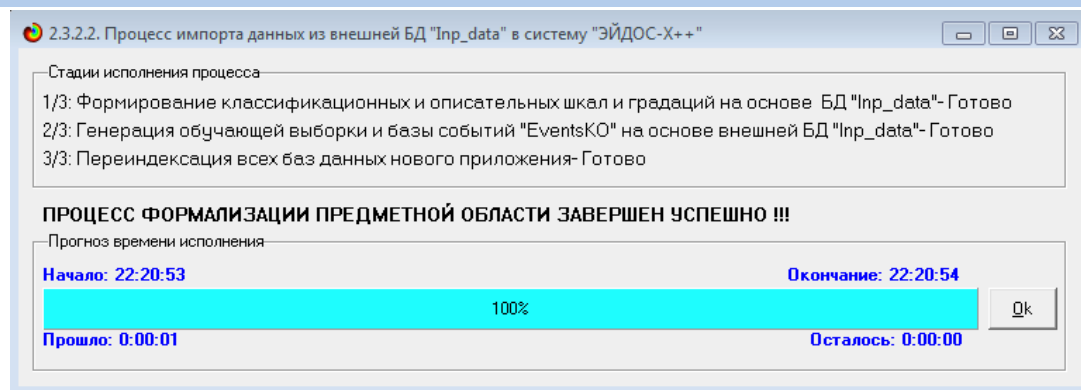 2.3.2.2. Процесс импорта данных из внешней БД "Inp_data" в систему "ЭЙДОС-X++"
Стадии исполнения процесса
1/3: Формирование классификационных и описательных шкал и градаций на основе БД "Inp_data"- Готово
2/3: Генерация обучающей выборки и базы событий "EventsKO" на основе внешней БД "Inp_data"- Готово
3/3: Переиндексация всех баз данных нового приложения- Готово
ПРОЦЕСС ФОРМАЛИЗАЦИИ ПРЕДМЕТНОЙ ОБЛАСТИ ЗАВЕРШЕН УСПЕШНО !!!
Прогноз времени исполнения
Начало: 22:20:53 Окончание: 22:20:54
100% Ok
Прошло: 0:00:01 Осталось: 0:00:00